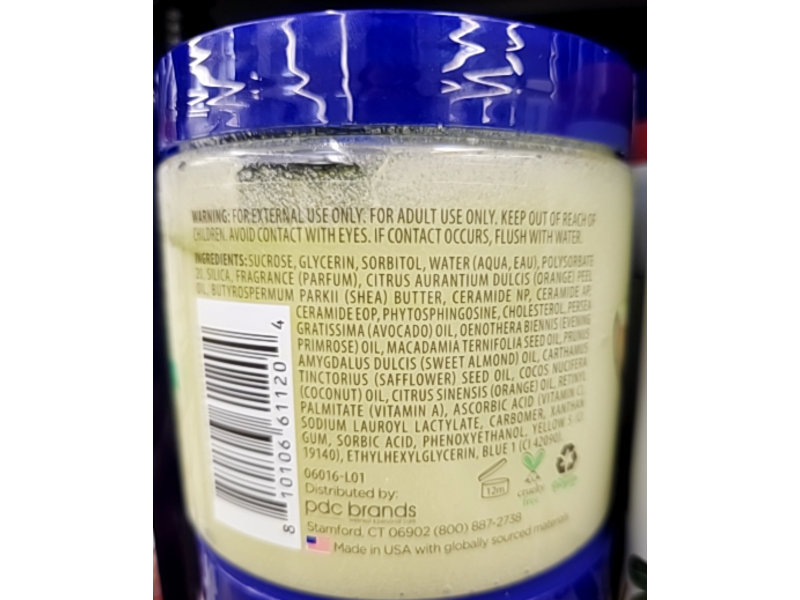 WARNING: FOR EXTERNAL USE ONLY. FOR ADULT USE ONLY. KEEP OUT OF REACH OF
CHILDREN. AVOID CONTACT WITH EYES. IF CONTACT OCCURS, FLUSH WITH WATER.
INGREDIENTS: SUCROSE, GLYCERIN, SORBITOL, WATER (AQUA, EAU), POLYSORBATE
20, SILICA, FRAGRANCE (PARFUM), CITRUS AURANTIUM DULCIS (ORANGE) PEEL
OIL, BUTYROSPERMUM PARKII (SHEA) BUTTER, CERAMIDE NP, CERAMIDE AP,
CERAMIDE EOP, PHYTOSPHINGOSINE, CHOLESTEROL, PERSEA
GRATISSIMA (AVOCADO) OIL, OENOTHERA BIENNIS (EVENING
PRIMROSE) OIL, MACADAMIA TERNIFOLIA SEED OIL, PRUNUS
AMYGDALUS DULCIS (SWEET ALMOND) OIL, CARTHAMUS
TINCTORIUS (SAFFLOWER) SEED OIL, COCOS NUCIFERA
(COCONUT) OIL, CITRUS SINENSIS (ORANGE) OIL, RETINYL
PALMITATE (VITAMIN A), ASCORBIC ACID (VITAMIN C),
SODIUM LAUROYL LACTYLATE, CARBOMER, XANTHAN
GUM, SORBIC ACID, PHENOXYETHANOL, YELLOW 5 (CI
19140), ETHYLHEXYLGLYCERIN, BLUE 1 (CI 42090).
8 10106 61120 4
06016-L01
Distributed by:
pdc brands
Stamford, CT 06902 (800) 887-2738
Made in USA with globally sourced materials
12m
cruelty
free